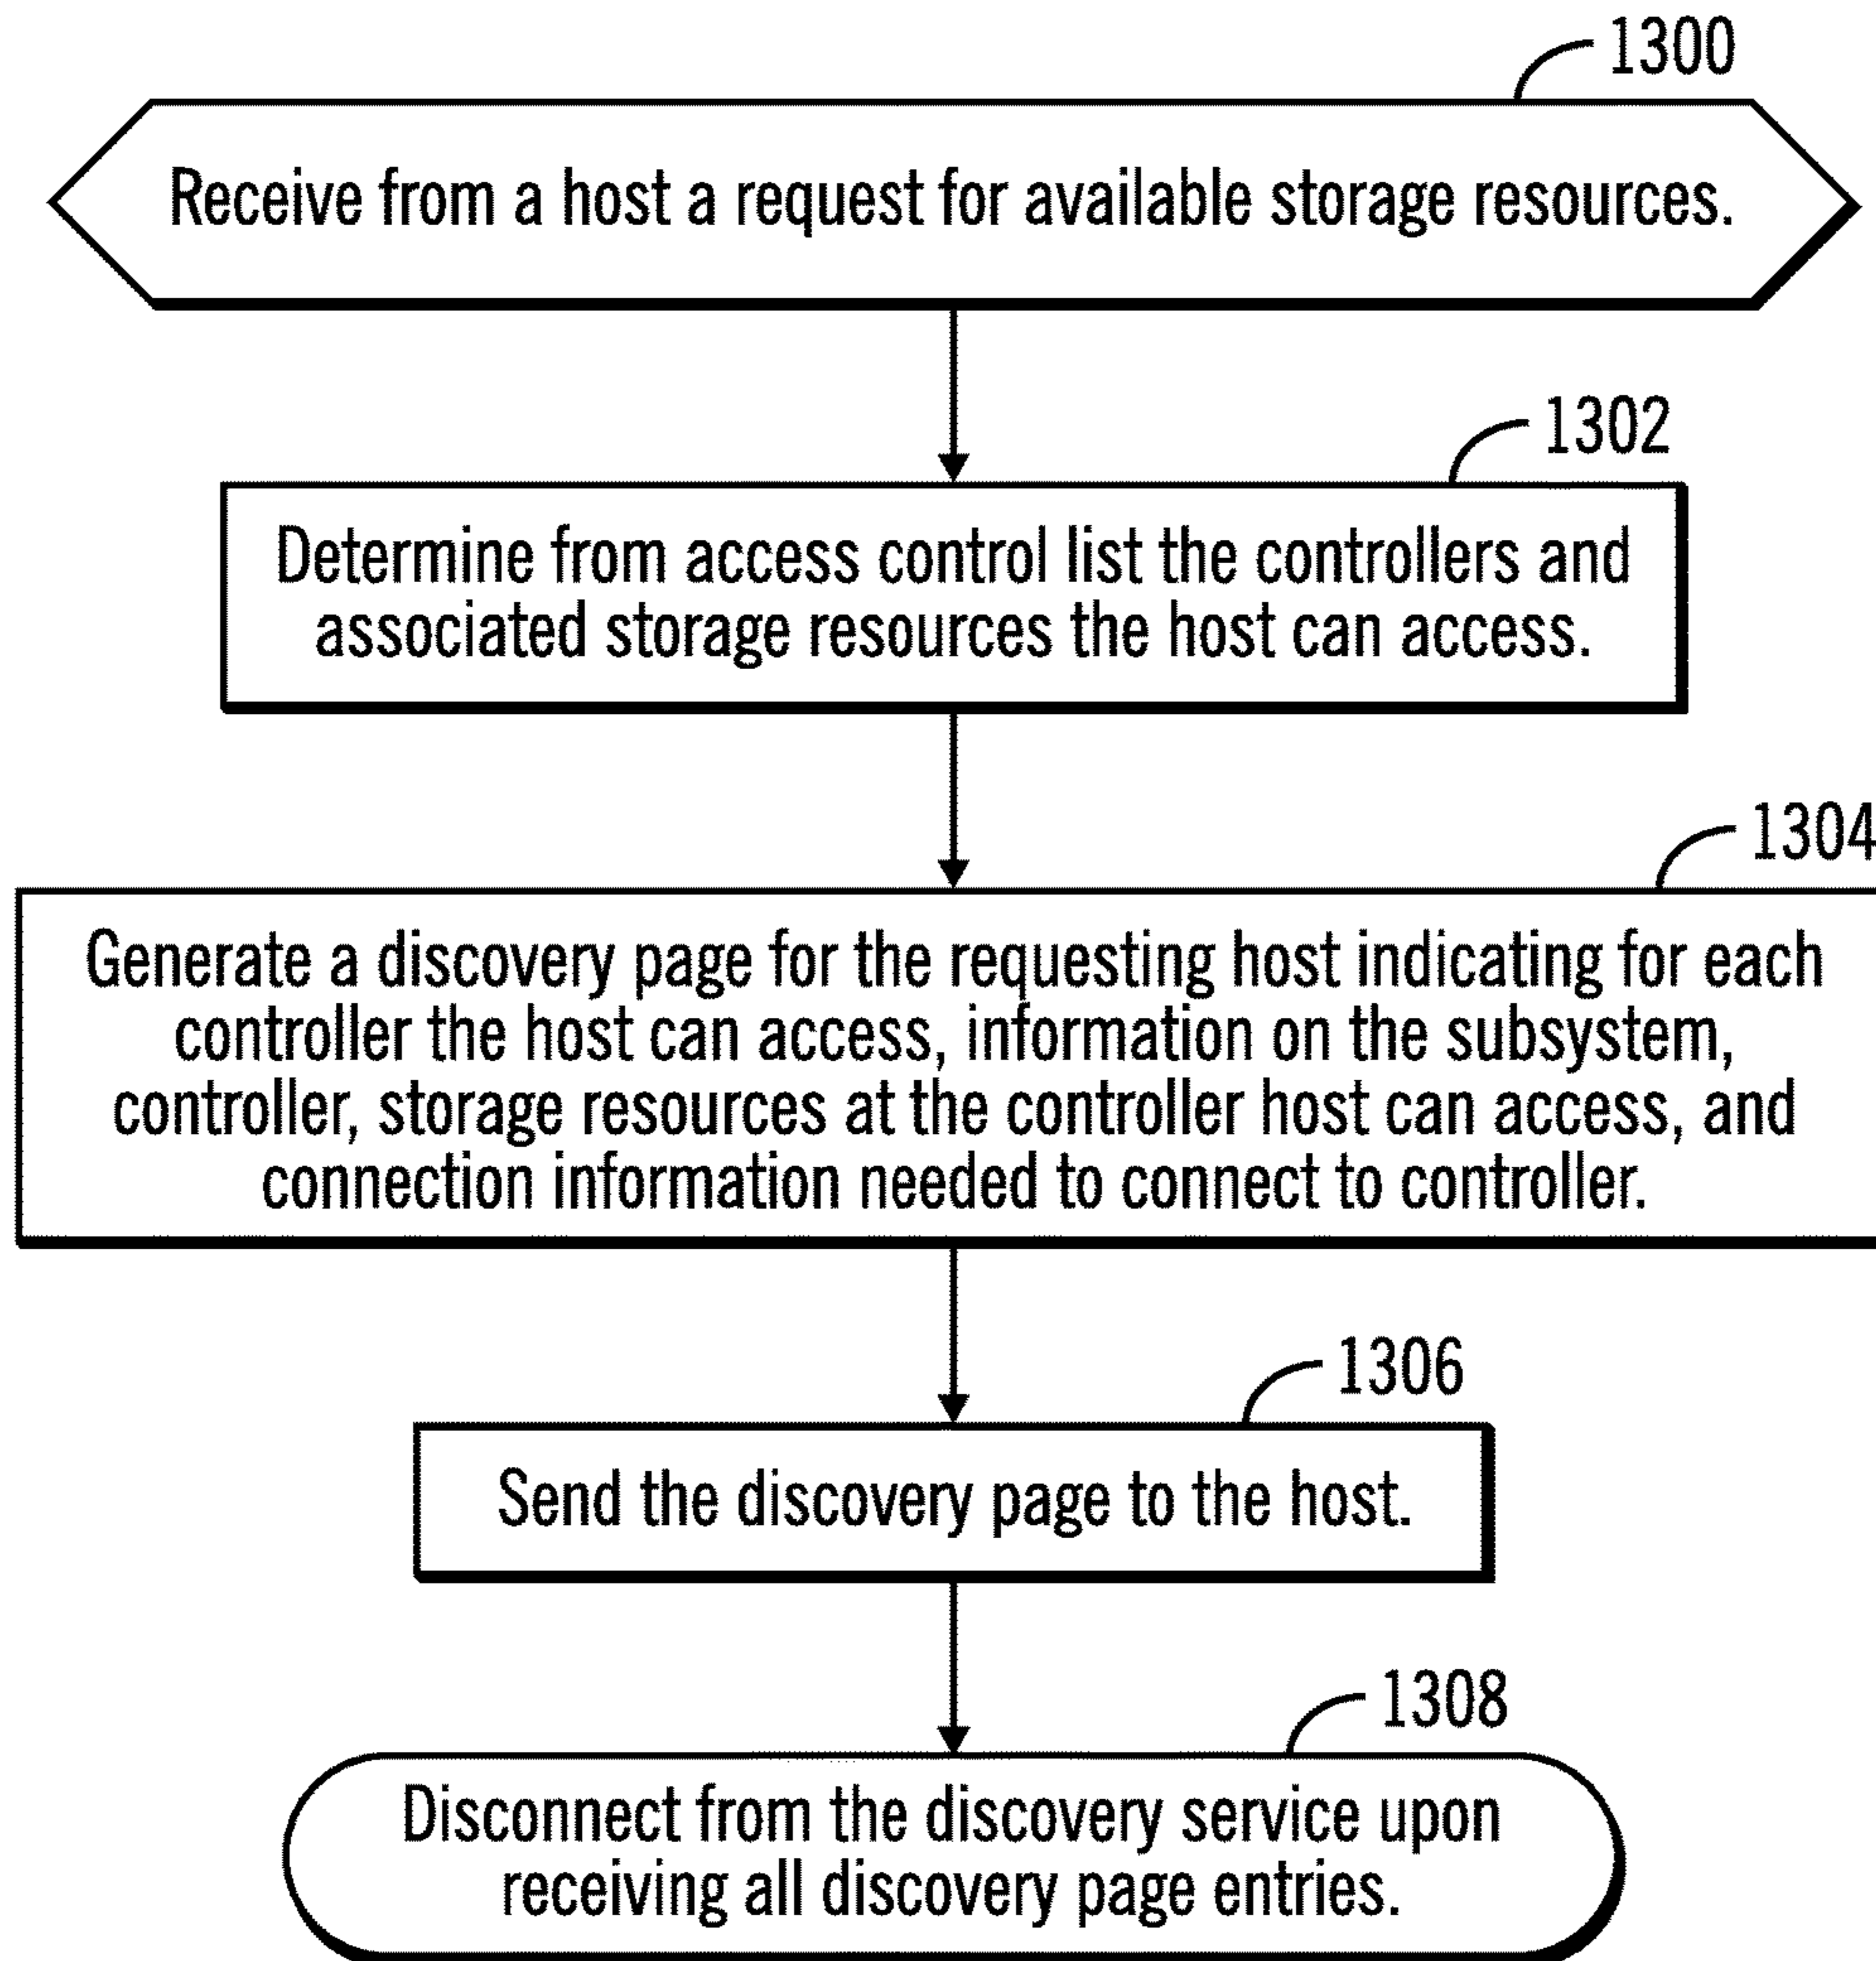 1300
Receive from a host a request for available storage resources.
1302
Determine from access control list the controllers and
associated storage resources the host can access.
1304
Generate a discovery page for the requesting host indicating for each
controller the host can access, information on the subsystem,
controller, storage resources at the controller host can access, and
connection information needed to connect to controller.
1306
Send the discovery page to the host.
1308
Disconnect from the discovery service upon
receiving all discovery page entries.